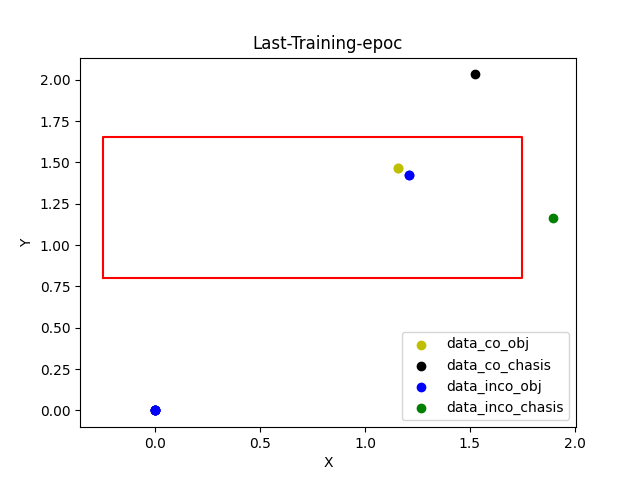 Last-Training-epoc
2.00
1.75
1.50
1.25
1.00
0.75
0.50
0.25
0.00
Y
data_co_obj
data_co_chasis
data_inco_obj
data_inco_chasis
0.0 0.5 1.0 1.5 2.0
X